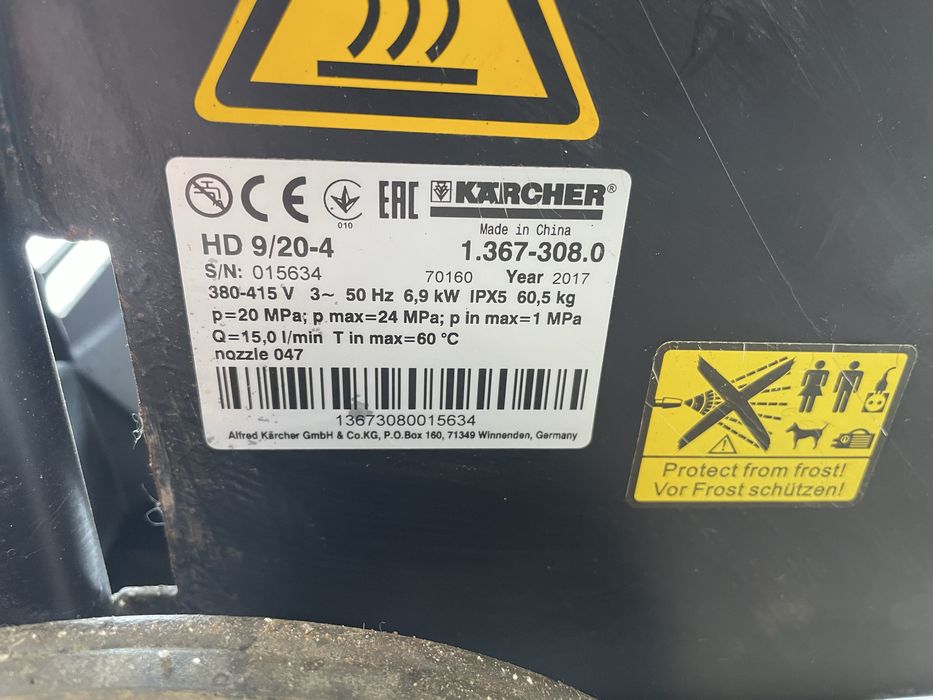 CE
010
EAC
KÄRCHER®
Made in China
HD 9/20-4
1.367-308.0
S/N: 015634
70160 Year 2017
380-415 V 3~ 50 Hz 6,9 kW IPX5 60,5 kg
p=20 MPa; p max=24 MPa; p in max=1 MPa
Q=15,0 l/min T in max=60 °C
nozzle 047
13673080015634
Alfred Kärcher GmbH & Co.KG, P.O.Box 160, 71349 Winnenden, Germany
Protect from frost!
Vor Frost schützen!